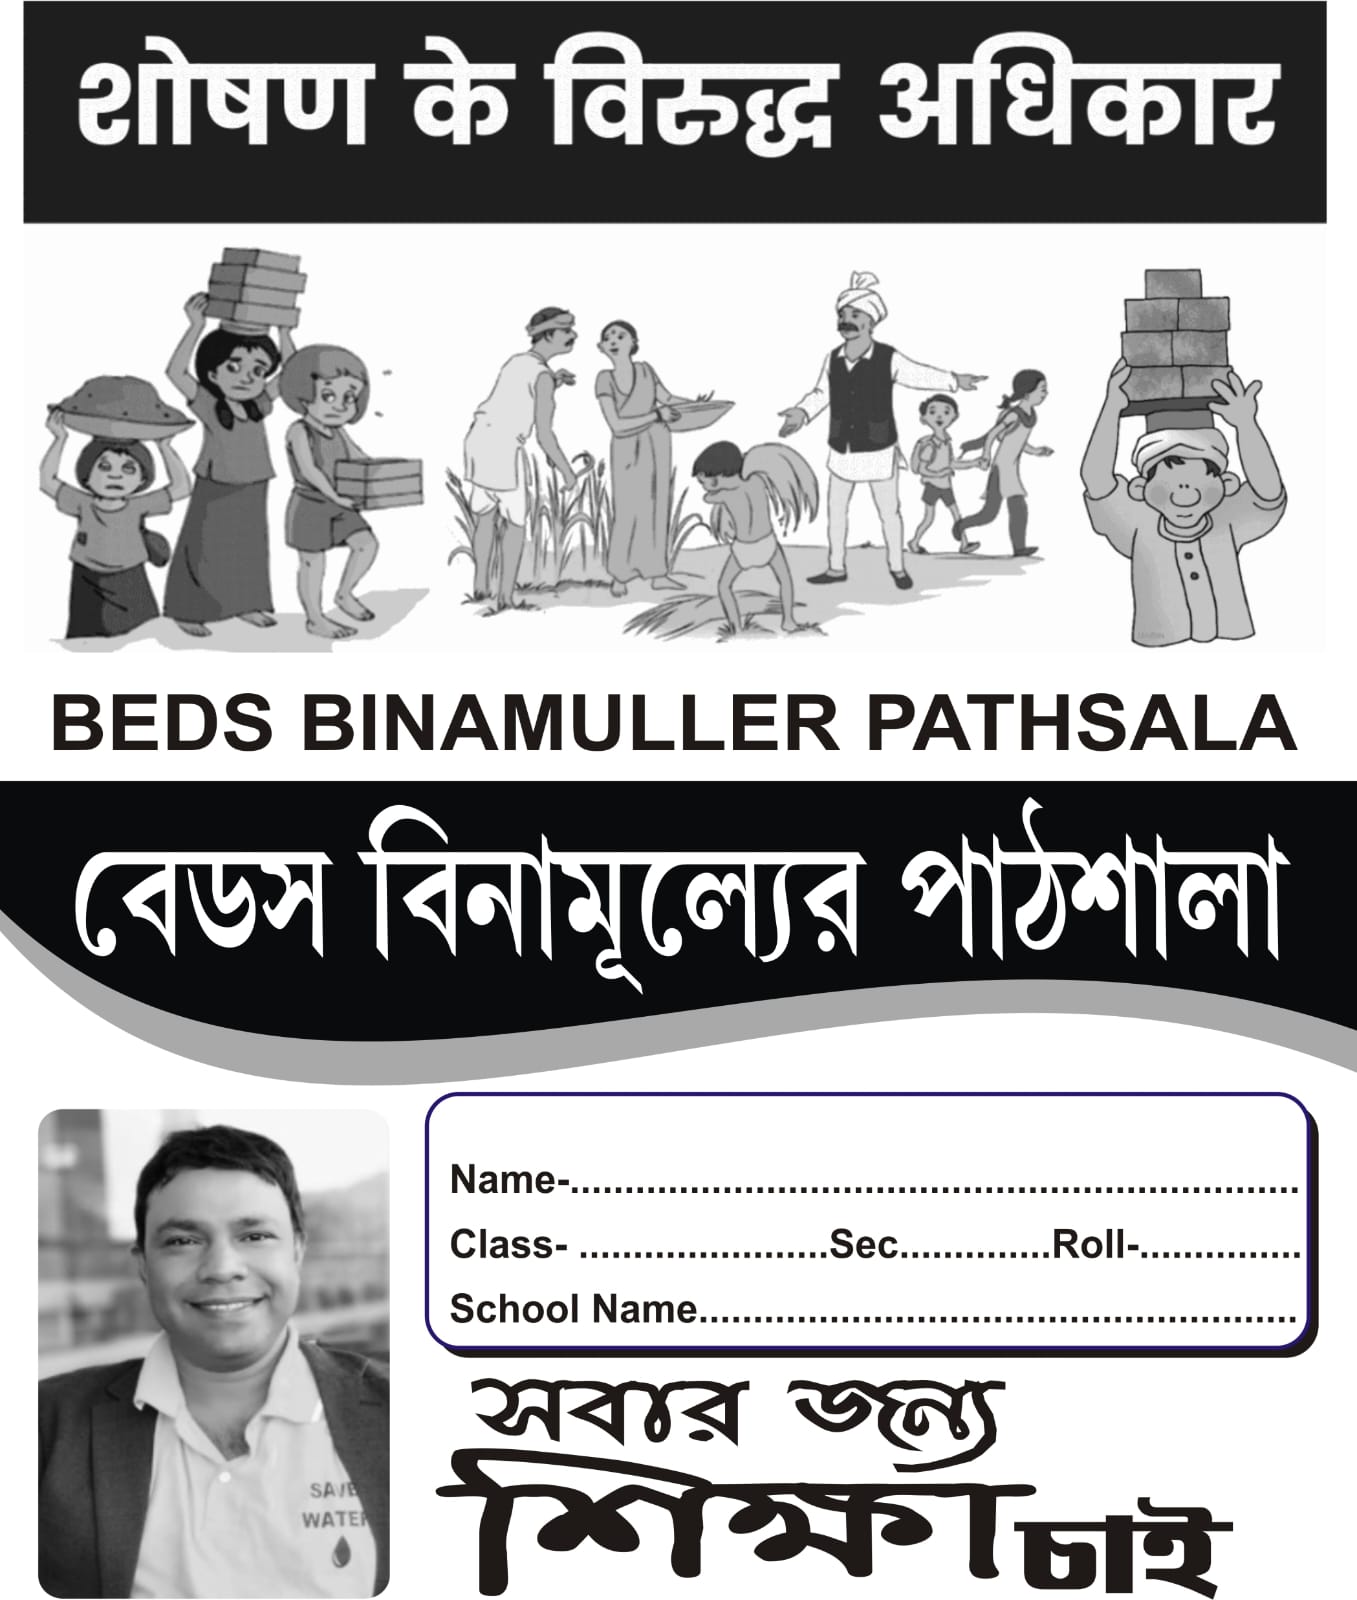 शोषण के विरुद्ध अधिकार
BEDS BINAMULLER PATHSALA
বেডস বিনামূল্যের পাঠশালা
Name-....................................................................
Class- .......................Sec..............Roll-...............
School Name........................................................
SAVE
WATER
সবার জন্য
শিক্ষা চাই